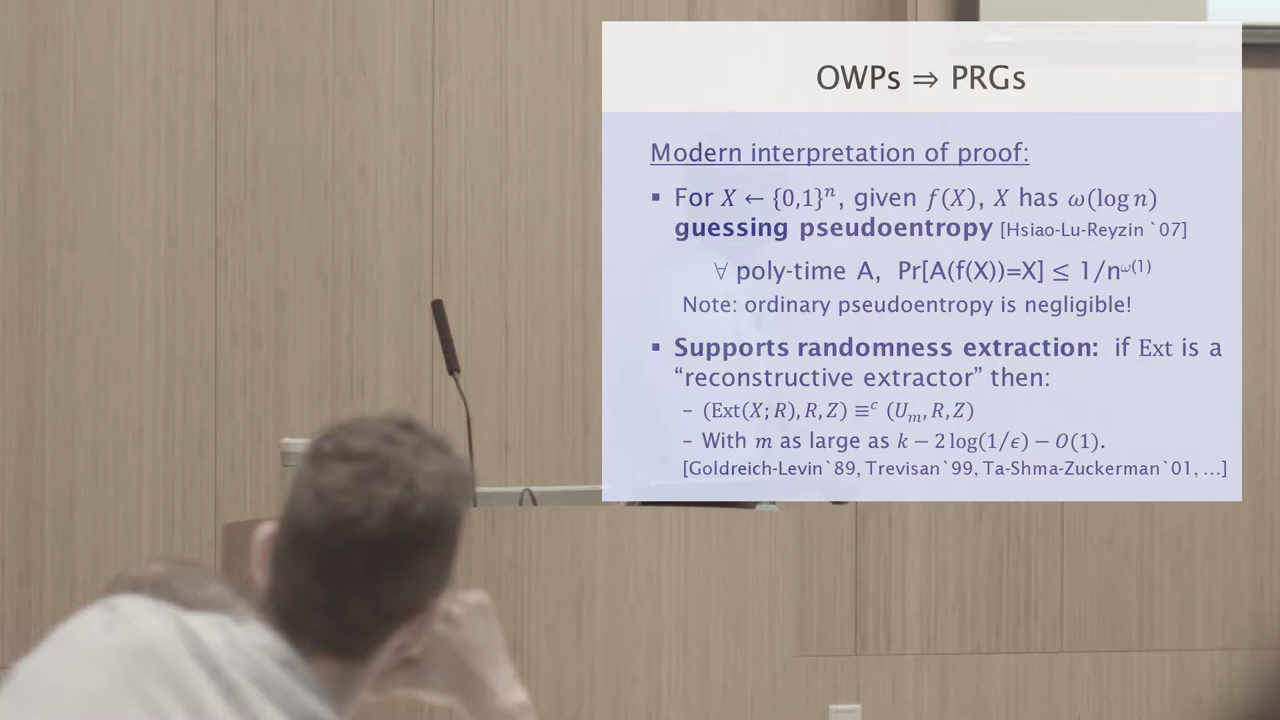 OWPs ⇒ PRGs
Modern interpretation of proof:
▪ For X ← {0,1}ⁿ, given f(X), X has ω(log n)
guessing pseudoentropy [Hsiao-Lu-Reyzin `07]
∀ poly-time A, Pr[A(f(X))=X] ≤ 1/n^ω(1)
Note: ordinary pseudoentropy is negligible!
▪ Supports randomness extraction: if Ext is a
“reconstructive extractor” then:
– (Ext(X; R), R, Z) ≡ᶜ (Uₘ, R, Z)
– With m as large as k − 2 log(1/ϵ) − O(1).
[Goldreich-Levin`89, Trevisan`99, Ta-Shma-Zuckerman`01, …]